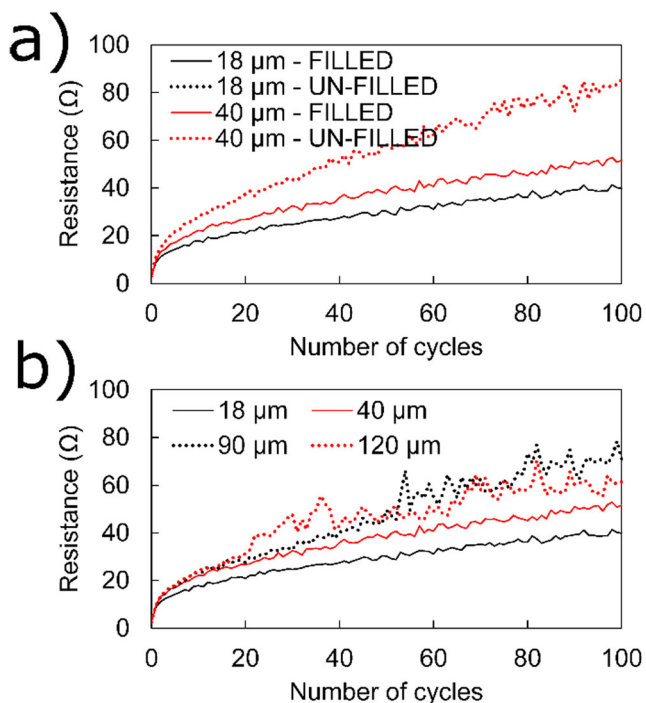 a)
100
80
60
40
20
0
Resistance (Ω)
18 µm - FILLED
18 µm - UN-FILLED
40 µm - FILLED
40 µm - UN-FILLED
0 20 40 60 80 100
Number of cycles
b)
100
80
60
40
20
0
Resistance (Ω)
18 µm 40 µm
90 µm 120 µm
0 20 40 60 80 100
Number of cycles